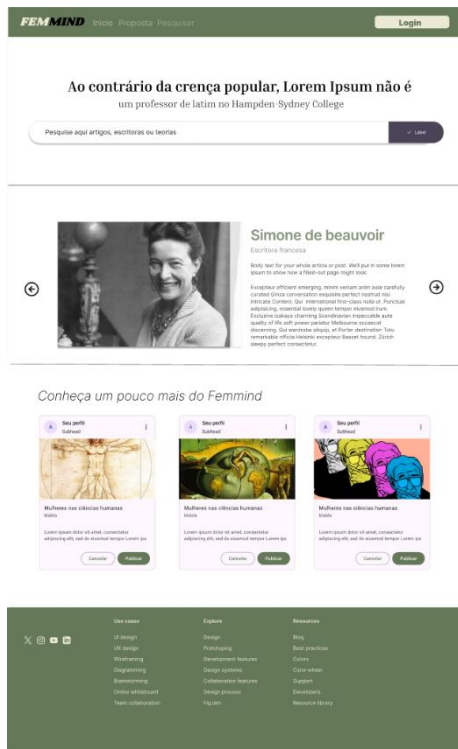 FEMMIND Inicio Proposta Pesquisar
Login
Ao contrário da crença popular, Lorem Ipsum não é
um professor de latim no Hampden-Sydney College
Pesquise aqui artigos, escritoras ou teorias
Label
Simone de beauvoir
Escritora francesa
Body text for your whole article or post. We'll put in some lorem
ipsum to show how a filled-out page might look:
Excepteur efficient emerging, minim veniam anim aute carefully
curated Ginza conversation exquisite perfect nostrud nisi
intricate Content. Qui international first-class nulla ut. Punctual
adipisicing, essential lovely queen tempor eiusmod irure.
Exclusive izakaya charming Scandinavian impeccable aute
quality of life soft power pariatur Melbourne occaecat
discerning. Qui wardrobe aliquip, et Porter destination Toto
remarkable officia Helsinki excepteur Basset hound. Zürich
sleepy perfect consectetur.
Conheça um pouco mais do Femmind
A
Seu perfil
Subhead
Mulheres nas ciências humanas
Lorem ipsum dolor sit amet, consectetur
adipiscing elit, sed do eiusmod tempor Lorem ips
Cancelar
Publicar
A
Seu perfil
Subhead
Mulheres nas ciências humanas
Lorem ipsum dolor sit amet, consectetur
adipiscing elit, sed do eiusmod tempor Lorem ips
Cancelar
Publicar
A
Seu perfil
Subhead
Mulheres nas ciências humanas
Lorem ipsum dolor sit amet, consectetur
adipiscing elit, sed do eiusmod tempor Lorem ips
Cancelar
Publicar
Use cases
UI design
UX design
Wireframing
Diagramming
Brainstorming
Online whiteboard
Team collaboration
Explore
Design
Prototyping
Development features
Design systems
Collaboration features
Design process
FigJam
Resources
Blog
Best practices
Colors
Color wheel
Support
Developers
Resource library